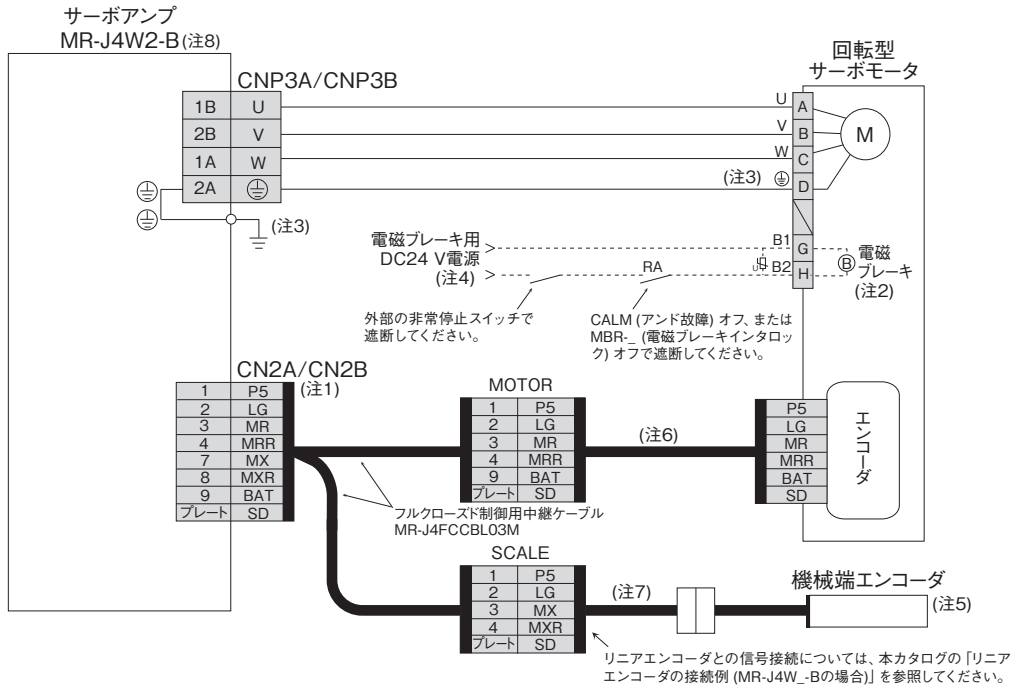 サーボアンプ
MR-J4W2-B(注8)
CNP3A/CNP3B
1B U
2B V
1A W
2A
(注3)
回転型
サーボモータ
U A
V B
W C
(注3) D
M
電磁ブレーキ用
DC24 V電源
(注4)
RA
B1 G
U B2 H
B 電磁
ブレーキ
(注2)
外部の非常停止スイッチで
遮断してください。
CALM (アンド故障) オフ、または
MBR-_ (電磁ブレーキインタロッ
ク) オフで遮断してください。
CN2A/CN2B
(注1)
1 P5
2 LG
3 MR
4 MRR
7 MX
8 MXR
9 BAT
プレート SD
MOTOR
1 P5
2 LG
3 MR
4 MRR
9 BAT
プレート SD
(注6)
P5
LG
MR
MRR
BAT
SD
エンコーダ
フルクローズド制御用中継ケーブル
MR-J4FCCBL03M
SCALE
1 P5
2 LG
3 MX
4 MXR
プレート SD
(注7)
機械端エンコーダ
(注5)
リニアエンコーダとの信号接続については、本カタログの「リニア
エンコーダの接続例 (MR-J4W_-Bの場合)」を参照してください。